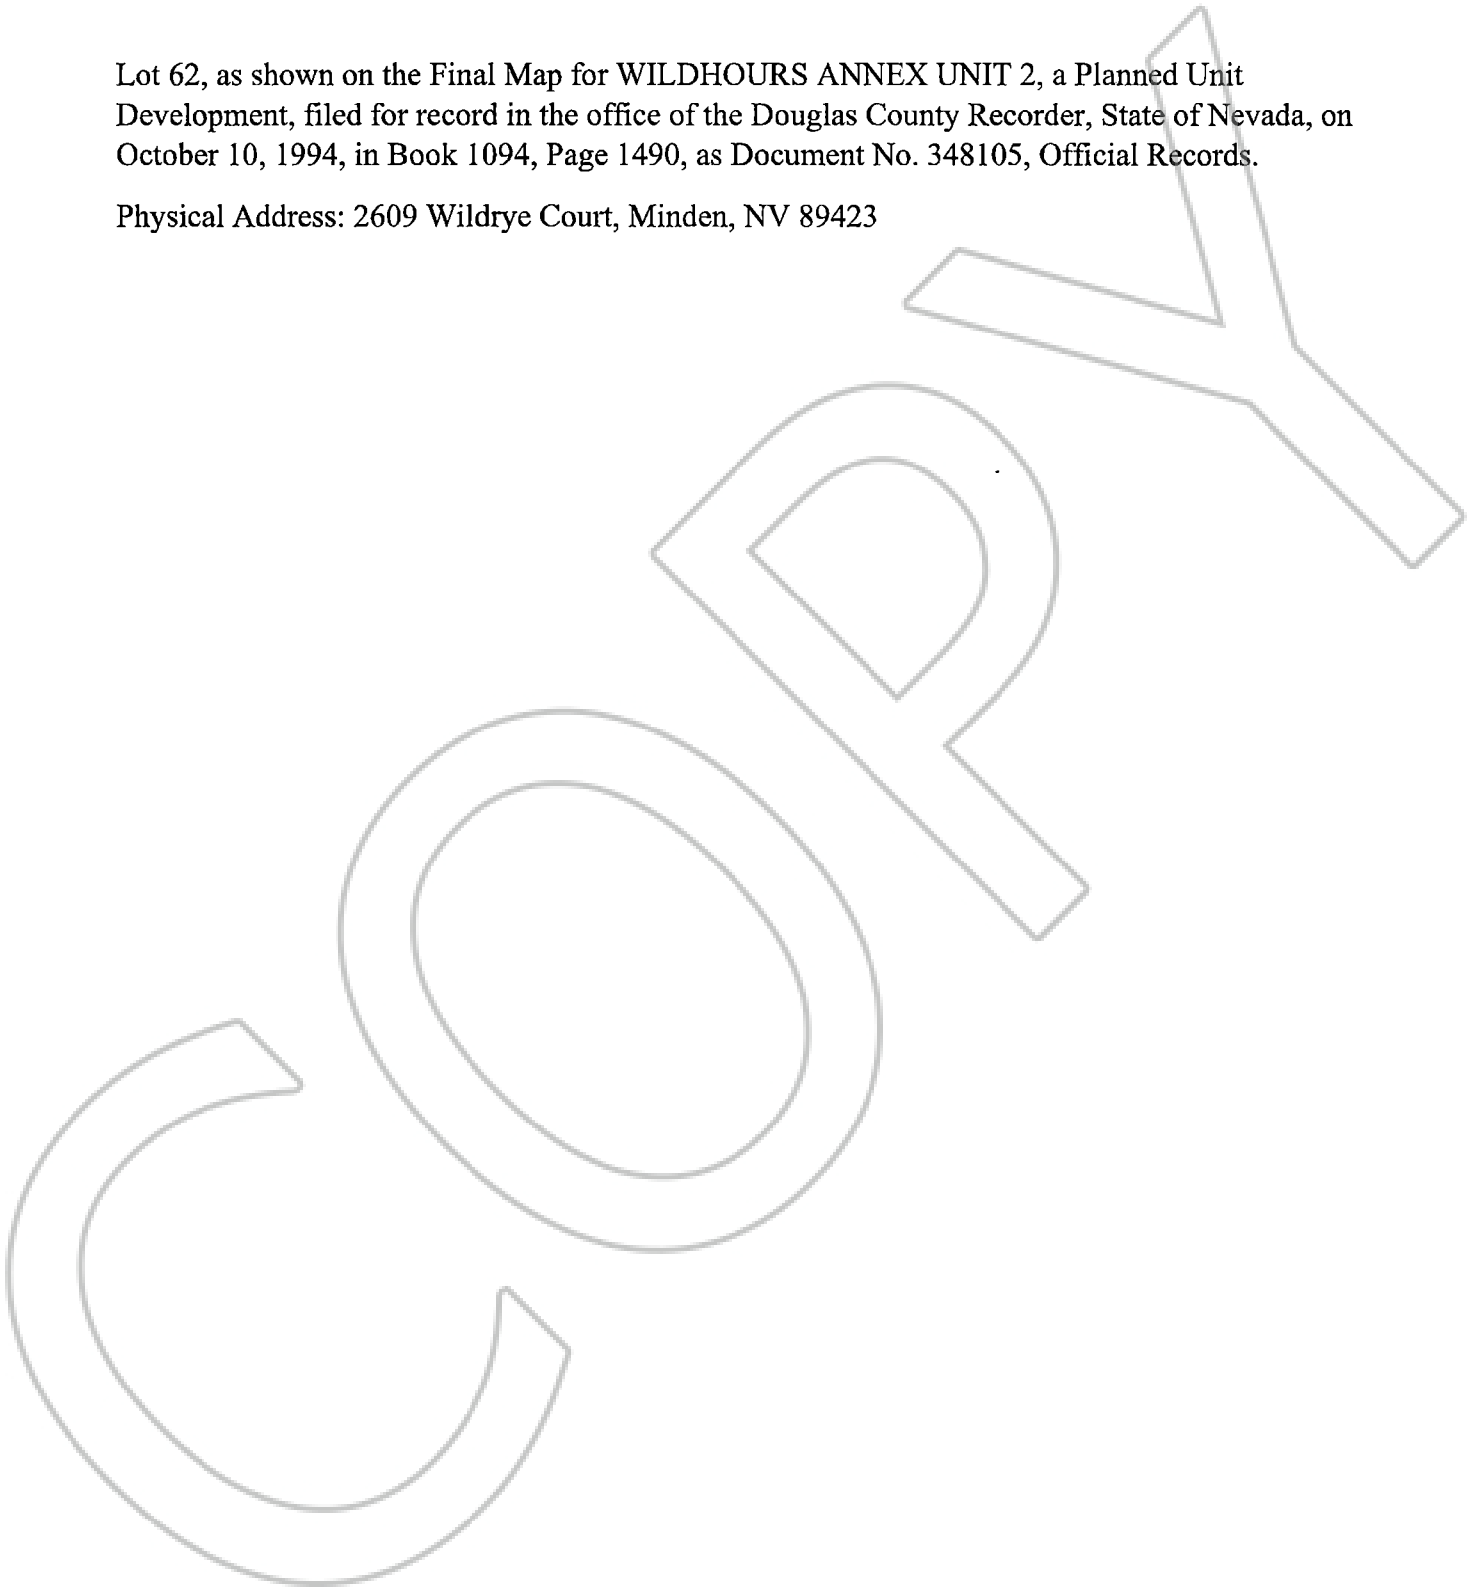 Lot 62, as shown on the Final Map for WILDHOURS ANNEX UNIT 2, a Planned Unit
Development, filed for record in the office of the Douglas County Recorder, State of Nevada, on
October 10, 1994, in Book 1094, Page 1490, as Document No. 348105, Official Records.
Physical Address: 2609 Wildrye Court, Minden, NV 89423
COPY